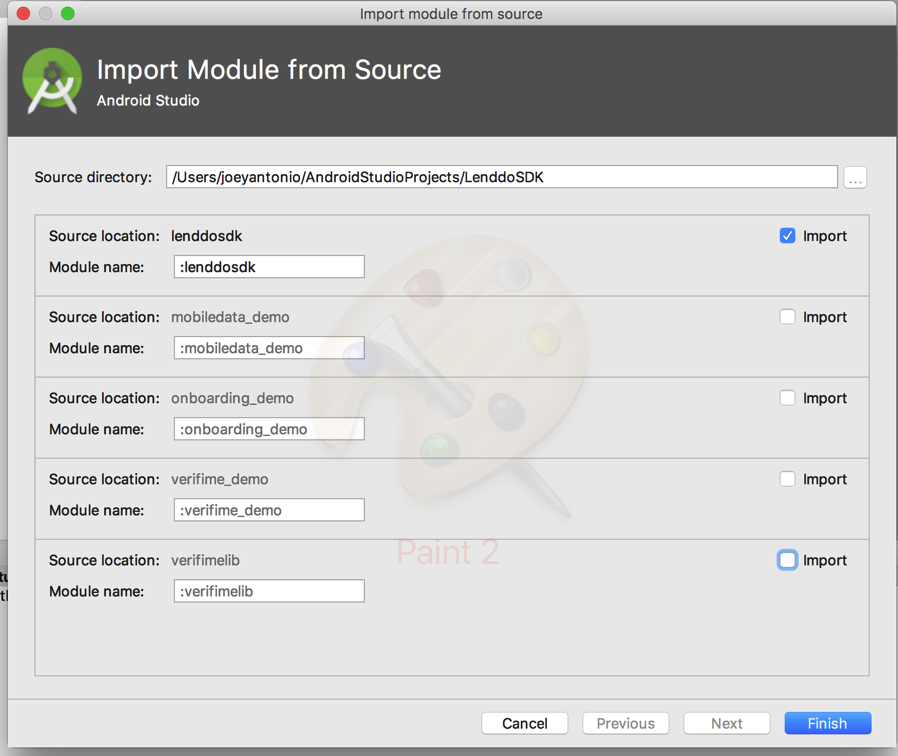 Import module from source
Import Module from Source
Android Studio
Source directory: /Users/joeyantonio/AndroidStudioProjects/LenddoSDK ...
Source location: lenddosdk Import
Module name: :lenddosdk
Source location: mobiledata_demo Import
Module name: :mobiledata_demo
Source location: onboarding_demo Import
Module name: :onboarding_demo
Source location: verifime_demo Import
Module name: :verifime_demo
Paint 2
Source location: verifimelib Import
Module name: :verifimelib
Cancel Previous Next Finish